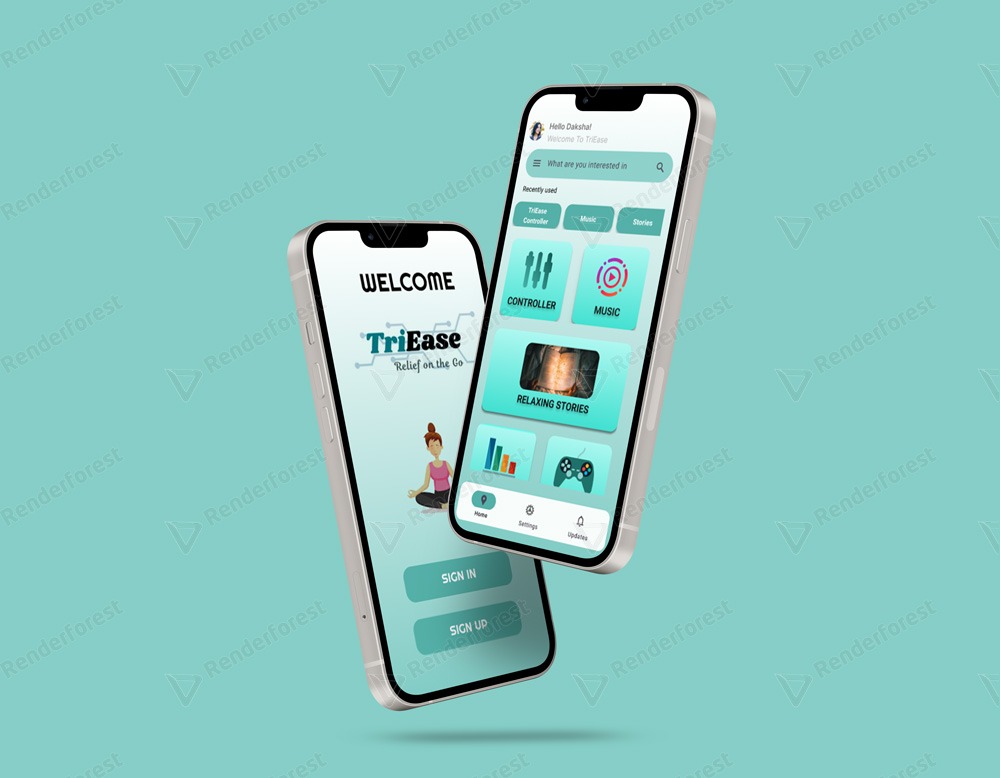 WELCOME
TriEase
Relief on the Go
SIGN IN
SIGN UP
Hello Daksha!
Welcome To TriEase
What are you interested in
Recently used
TriEase
Controller
Music
Stories
CONTROLLER
MUSIC
RELAXING STORIES
Home
Settings
Updates
Renderforest